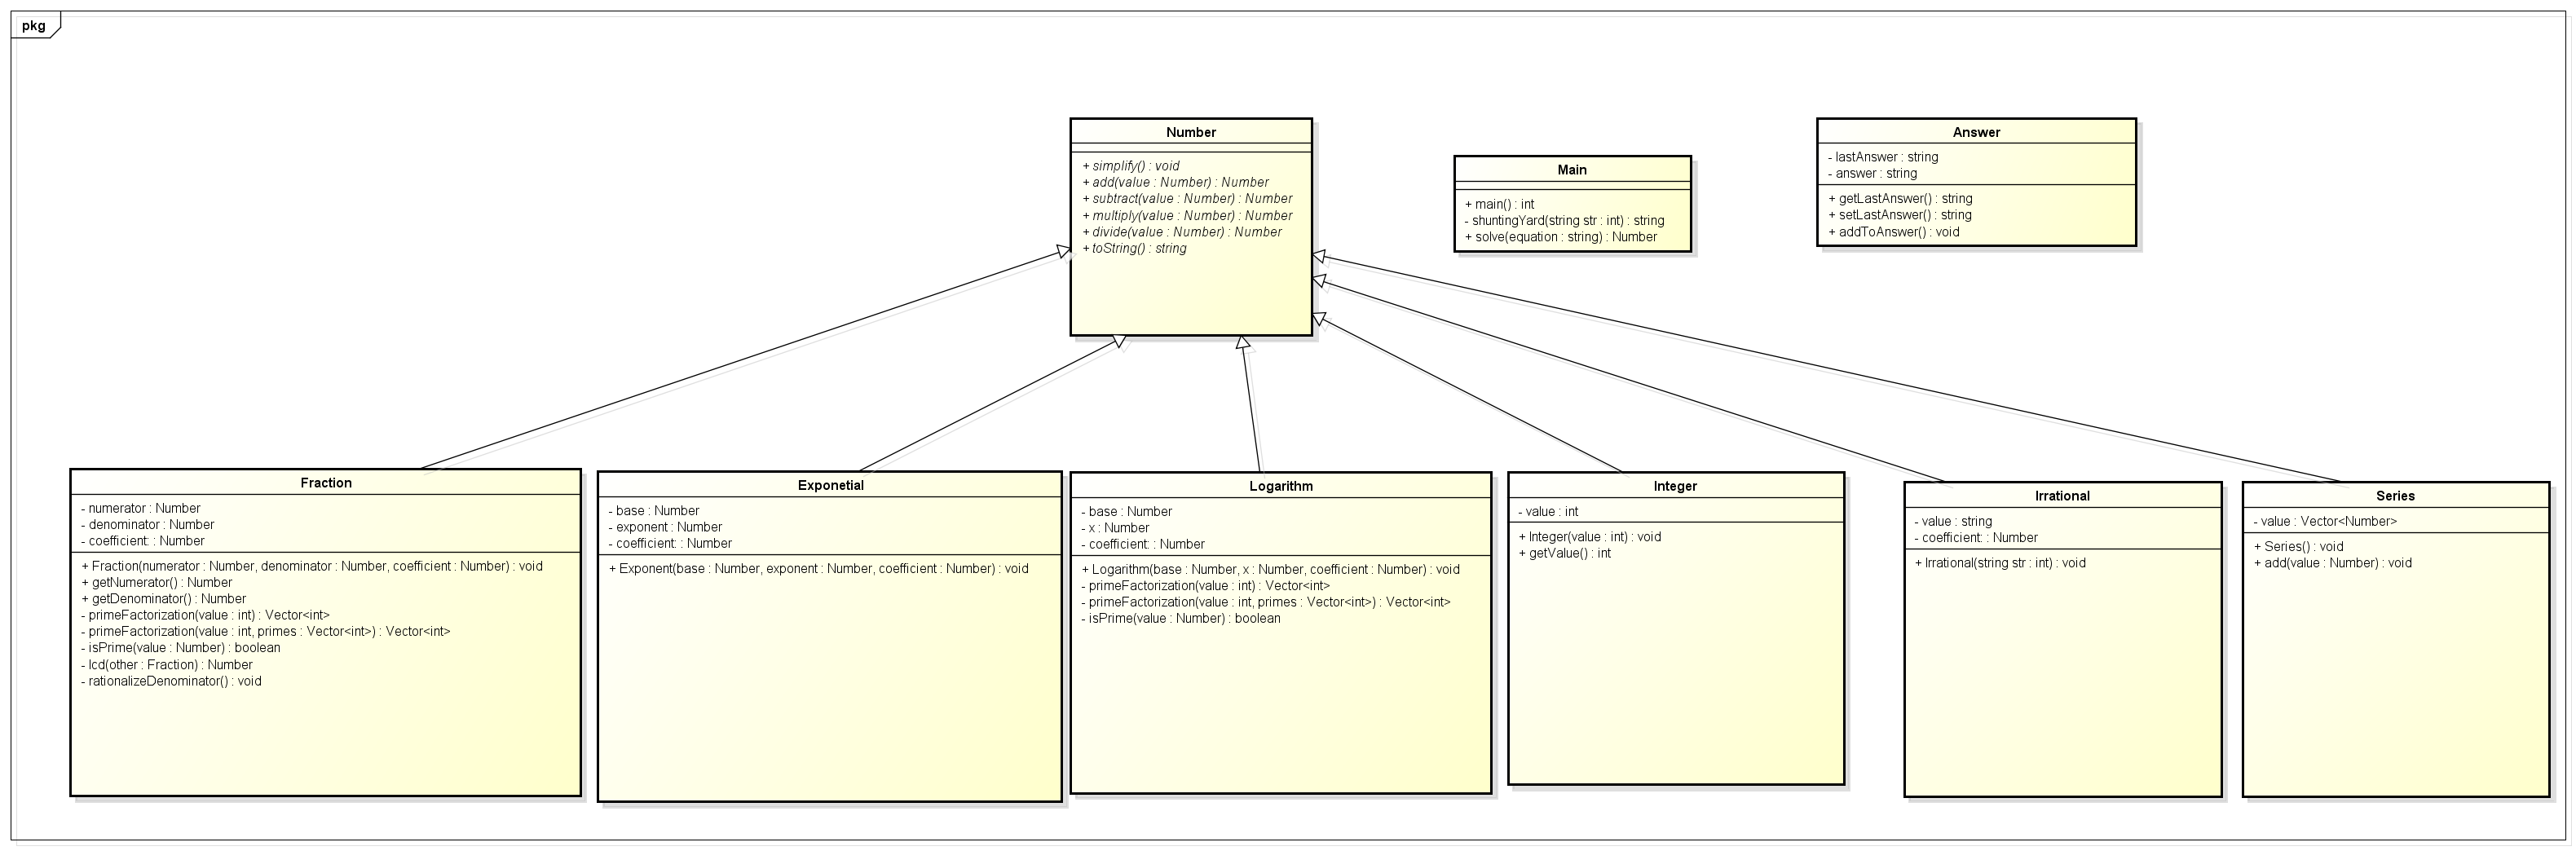 pkg
Number
+ simplify() : void
+ add(value : Number) : Number
+ subtract(value : Number) : Number
+ multiply(value : Number) : Number
+ divide(value : Number) : Number
+ toString() : string
Main
+ main() : int
- shuntingYard(string str : int) : string
+ solve(equation : string) : Number
Answer
- lastAnswer : string
- answer : string
+ getLastAnswer() : string
+ setLastAnswer() : string
+ addToAnswer() : void
Fraction
- numerator : Number
- denominator : Number
- coefficient: : Number
+ Fraction(numerator : Number, denominator : Number, coefficient : Number) : void
+ getNumerator() : Number
+ getDenominator() : Number
- primeFactorization(value : int) : Vector<int>
- primeFactorization(value : int, primes : Vector<int>) : Vector<int>
- isPrime(value : Number) : boolean
- lcd(other : Fraction) : Number
- rationalizeDenominator() : void
Exponetial
- base : Number
- exponent : Number
- coefficient: : Number
+ Exponent(base : Number, exponent : Number, coefficient : Number) : void
Logarithm
- base : Number
- x : Number
- coefficient: : Number
+ Logarithm(base : Number, x : Number, coefficient : Number) : void
- primeFactorization(value : int) : Vector<int>
- primeFactorization(value : int, primes : Vector<int>) : Vector<int>
- isPrime(value : Number) : boolean
Integer
- value : int
+ Integer(value : int) : void
+ getValue() : int
Irrational
- value : string
- coefficient: : Number
+ Irrational(string str : int) : void
Series
- value : Vector<Number>
+ Series() : void
+ add(value : Number) : void